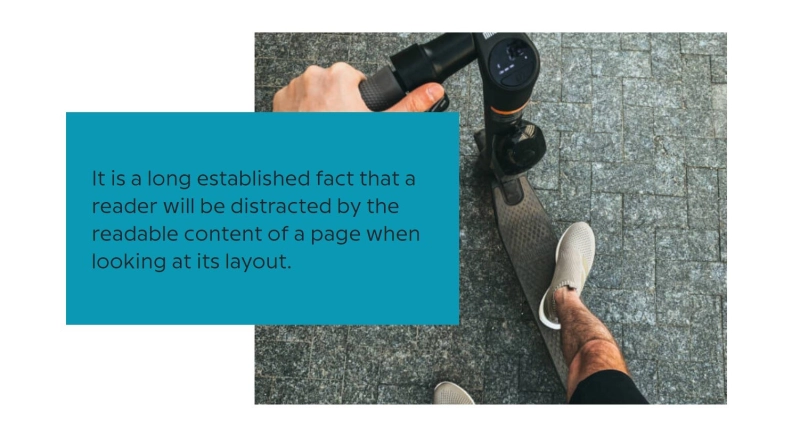 It is a long established fact that a
reader will be distracted by the
readable content of a page when
looking at its layout.